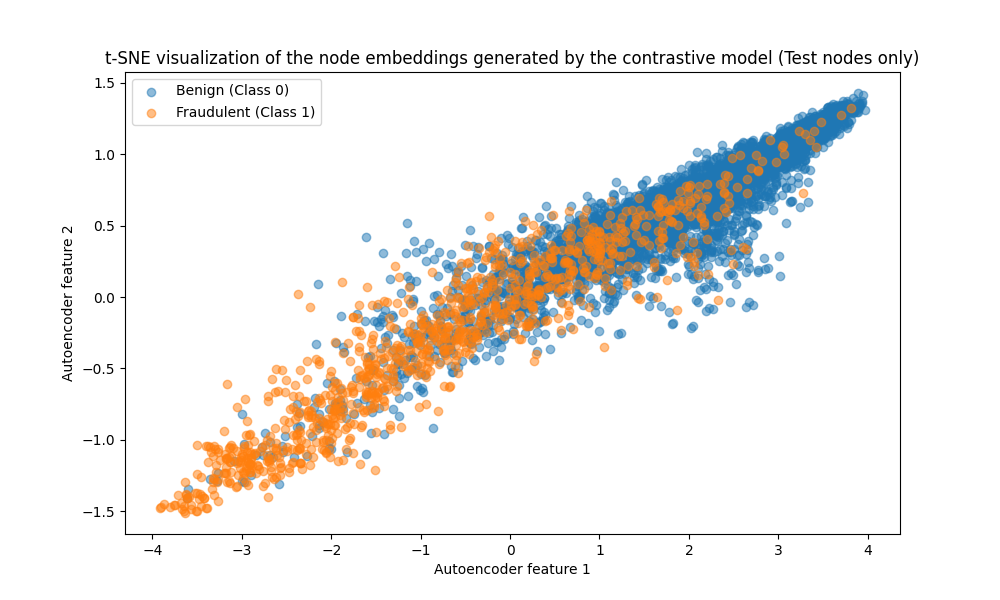 t-SNE visualization of the node embeddings generated by the contrastive model (Test nodes only)
Benign (Class 0)
Fraudulent (Class 1)
Autoencoder feature 2
1.5
1.0
0.5
0.0
−0.5
−1.0
−1.5
−4 −3 −2 −1 0 1 2 3 4
Autoencoder feature 1